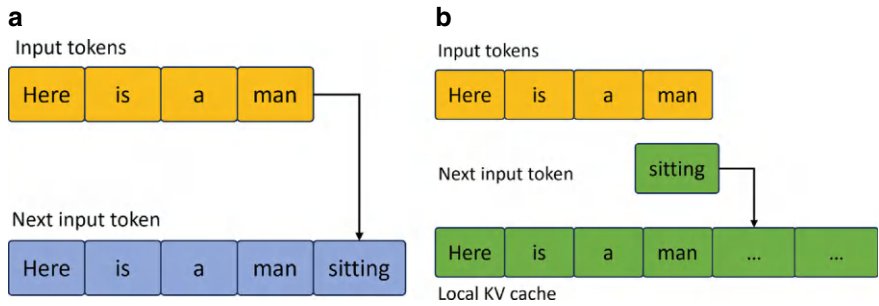 a
Input tokens
Here is a man
Next input token
Here is a man sitting
b
Input tokens
Here is a man
sitting
Next input token
Here is a man ... ...
Local KV cache